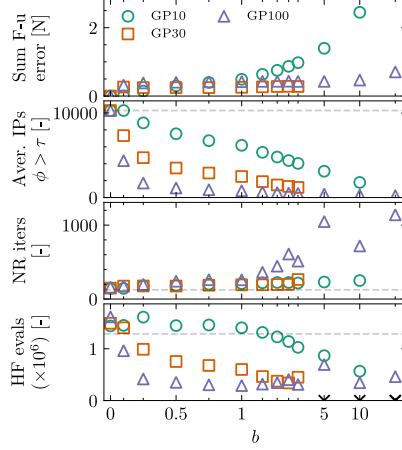 GP10 GP100
GP30
Sum F-u
error [N]
2
0
Aver. IPs
ϕ > τ [-]
10000
0
NR iters
[-]
1000
0
HF evals
(×10⁶) [-]
1
0
0 0.5 1 5 10
b